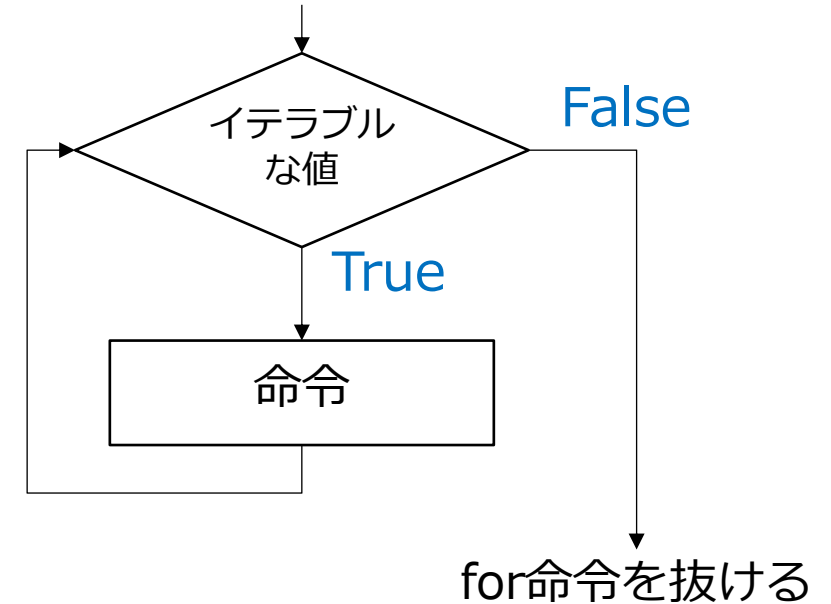 イテラブル
な値
False
True
命令
for命令を抜ける